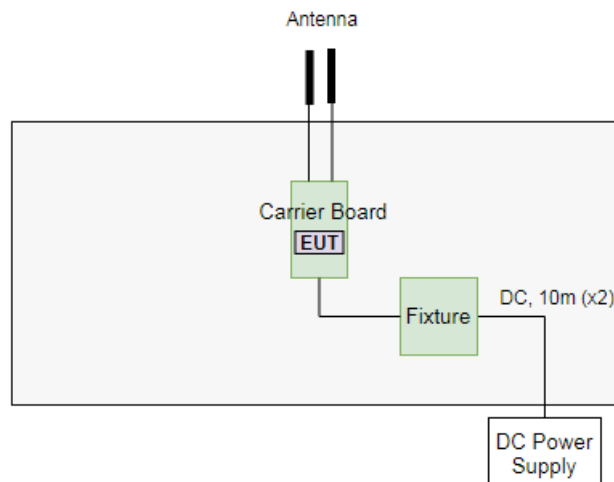 Antenna
Carrier Board
EUT
Fixture
DC, 10m (x2)
DC Power
Supply